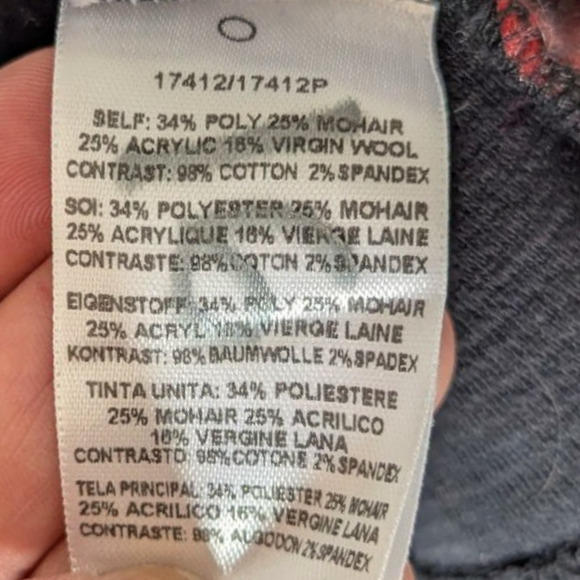 17412/17412P
SELF: 34% POLY 25% MOHAIR
25% ACRYLIC 16% VIRGIN WOOL
CONTRAST: 98% COTTON 2% SPANDEX
SOI: 34% POLYESTER 25% MOHAIR
25% ACRYLIQUE 16% VIERGE LAINE
CONTRASTE: 98% COTON 2% SPANDEX
EIGENSTOFF: 34% POLY 25% MOHAIR
25% ACRYL 16% VIERGE LAINE
KONTRAST: 98% BAUMWOLLE 2% SPADEX
TINTA UNITA: 34% POLIESTERE
25% MOHAIR 25% ACRILICO
16% VERGINE LANA
CONTRASTO: 98% COTONE 2% SPANDEX
TELA PRINCIPAL: 34% POLIESTER 25% MOHAIR
25% ACRILICO 16% VERGINE LANA
CONTRASTE: 98% ALGODON 2% SPANDEX